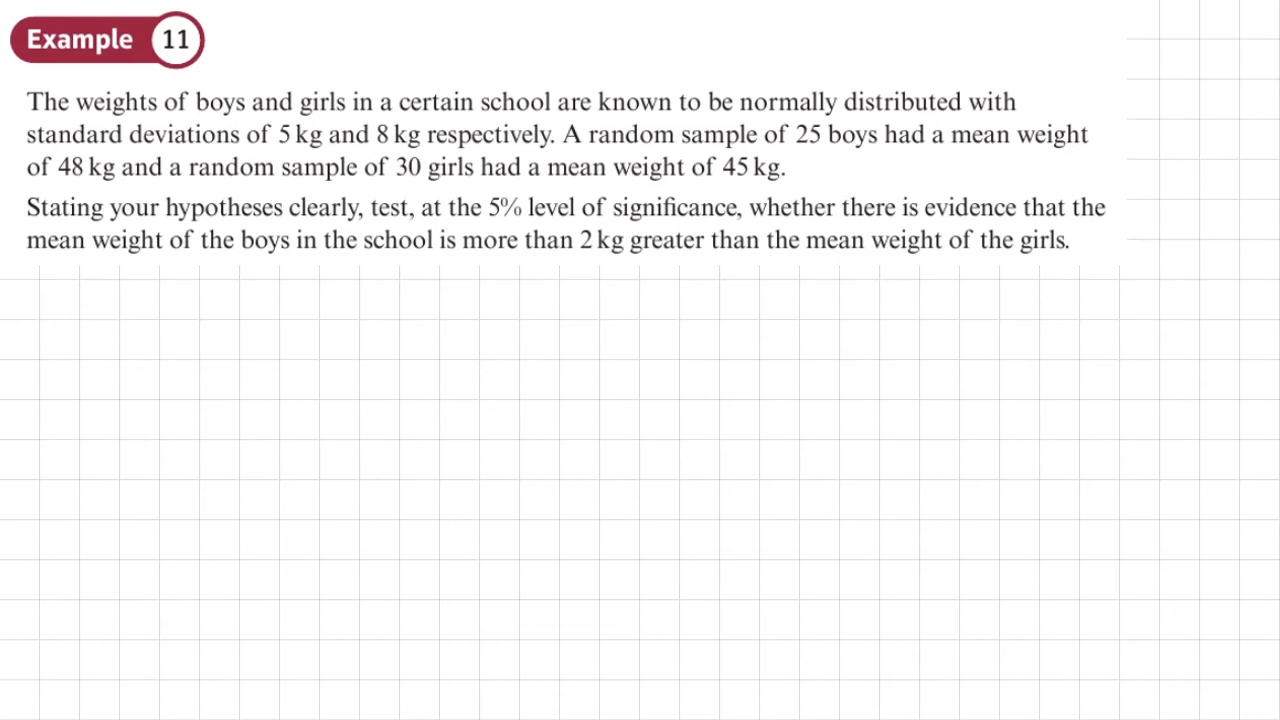 Example 11
The weights of boys and girls in a certain school are known to be normally distributed with
standard deviations of 5 kg and 8 kg respectively. A random sample of 25 boys had a mean weight
of 48 kg and a random sample of 30 girls had a mean weight of 45 kg.
Stating your hypotheses clearly, test, at the 5% level of significance, whether there is evidence that the
mean weight of the boys in the school is more than 2 kg greater than the mean weight of the girls.